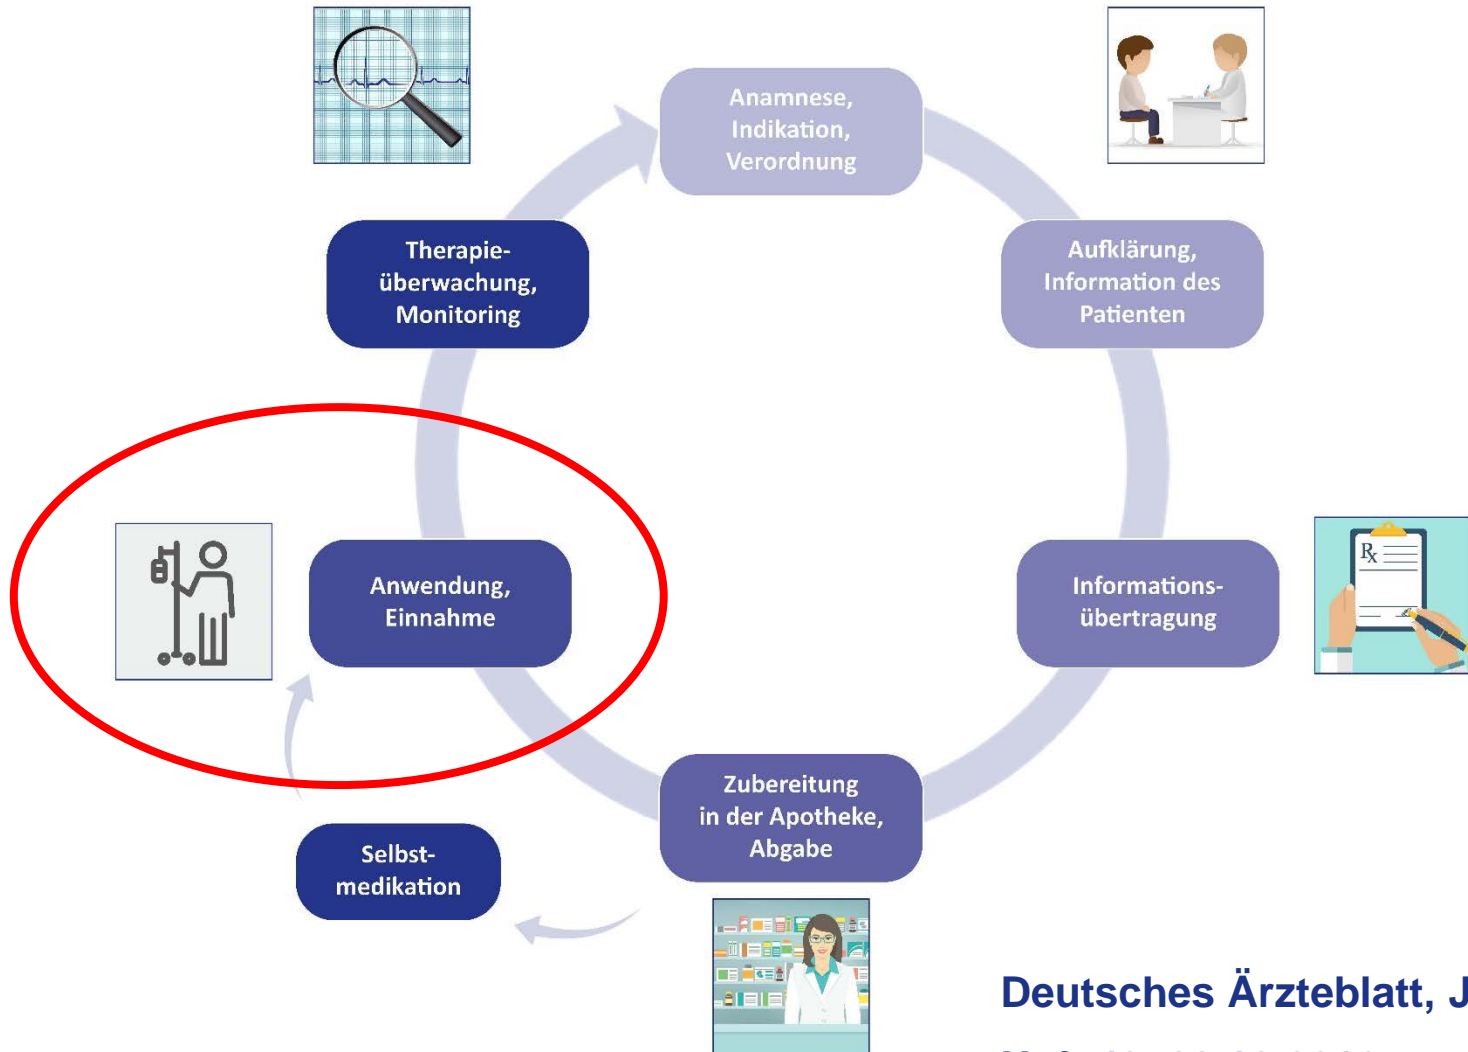 Anamnese,
Indikation,
Verordnung
Aufklärung,
Information des
Patienten
Informations-
übertragung
Rx
Zubereitung
in der Apotheke,
Abgabe
Selbst-
medikation
Anwendung,
Einnahme
Therapie-
überwachung,
Monitoring
Deutsches Ärzteblatt, J